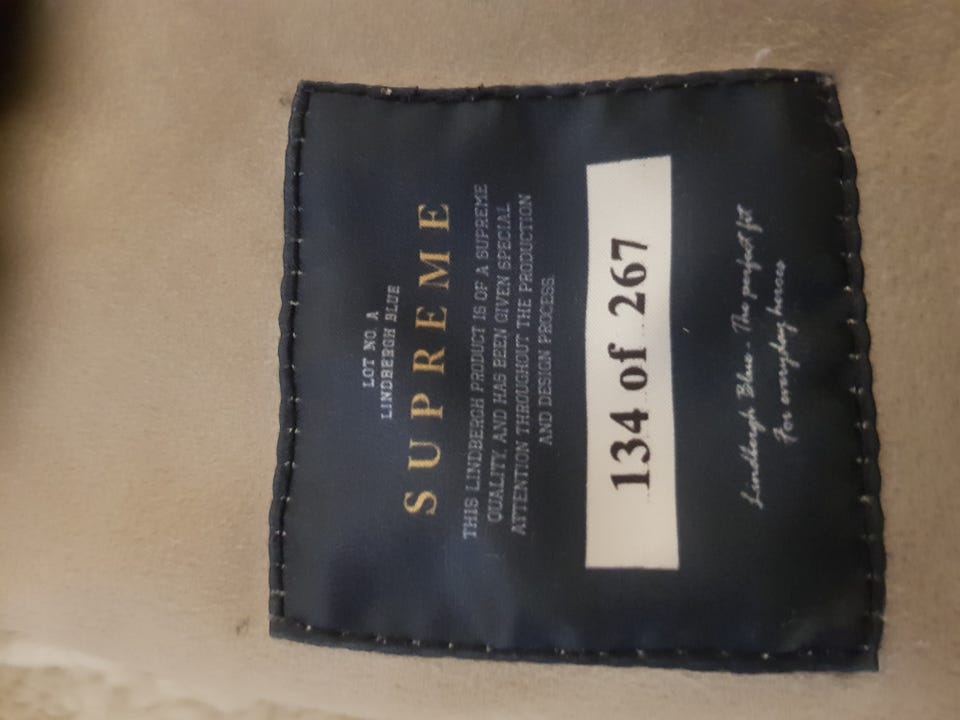 LOT NO. A
LINDBERGH BLUE
SUPREME
THIS LINDBERGH PRODUCT IS OF A SUPREME
QUALITY, AND HAS BEEN GIVEN SPECIAL
ATTENTION THROUGHOUT THE PRODUCTION
AND DESIGN PROCESS.
134 of 267
Lindbergh Blue - The perfect fit
For everyday heroes